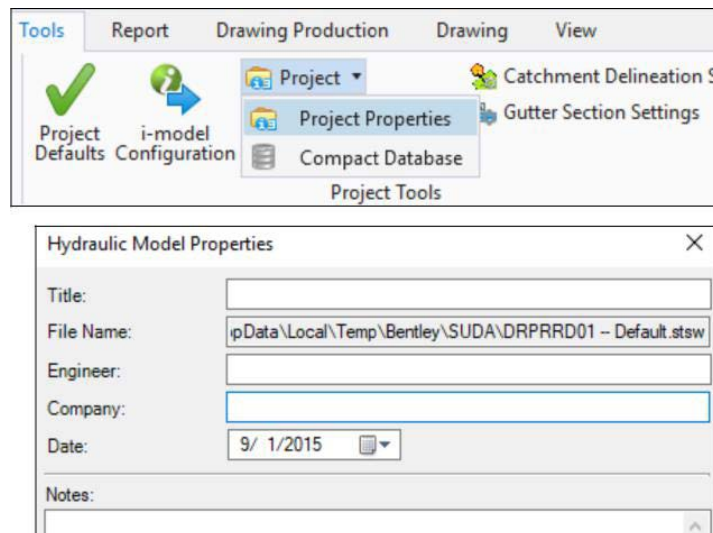 Tools Report Drawing Production Drawing View
Project Defaults
i-model Configuration
Project
Project Properties
Compact Database
Catchment Delineation S
Gutter Section Settings
Project Tools
Hydraulic Model Properties
Title:
File Name: pData\Local\Temp\Bentley\SUDA\DRPRRD01 -- Default.stsw
Engineer:
Company:
Date: 9/ 1/2015
Notes: